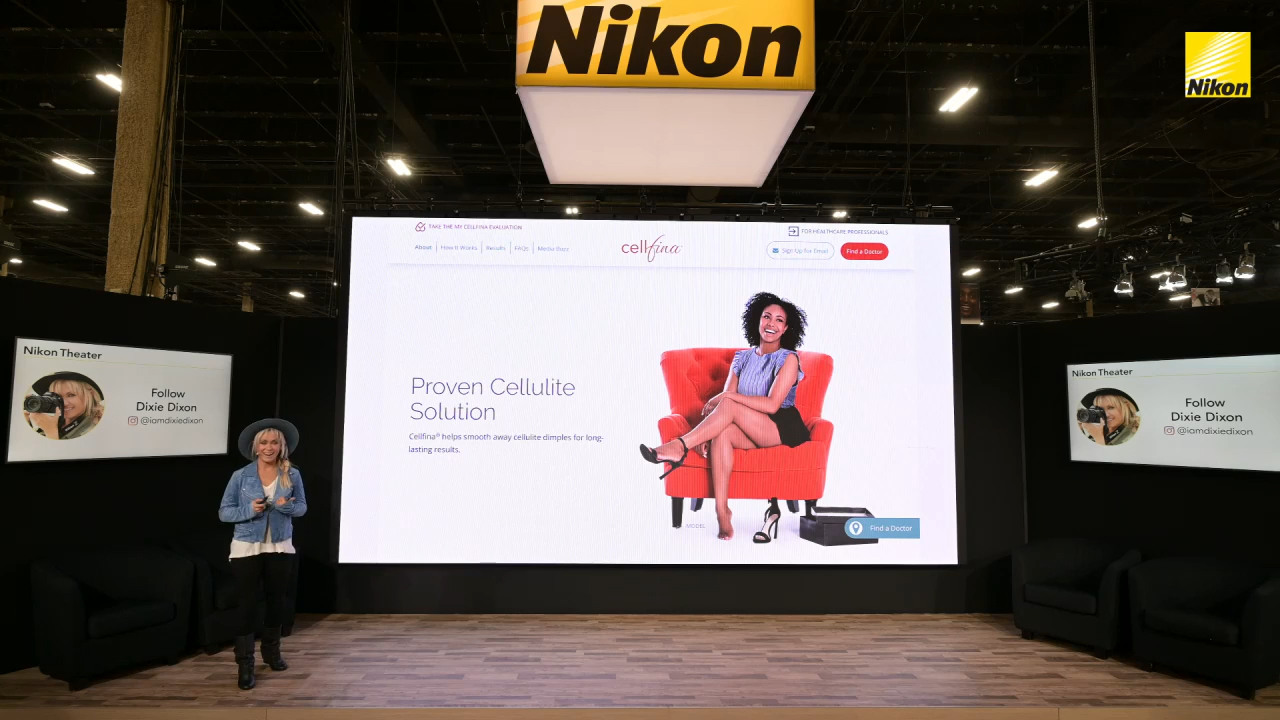 Nikon
Nikon
TAKE THE MY CELLFINA EVALUATION
FOR HEALTHCARE PROFESSIONALS
About
How It Works
Results
FAQs
Media Buzz
cellfina
Sign Up for Email
Find a Doctor
Nikon Theater
Follow
Dixie Dixon
@iamdixiedixon
Proven Cellulite
Solution
Cellfina® helps smooth away cellulite dimples for long-
lasting results.
MODEL
Find a Doctor
Nikon Theater
Follow
Dixie Dixon
@iamdixiedixon